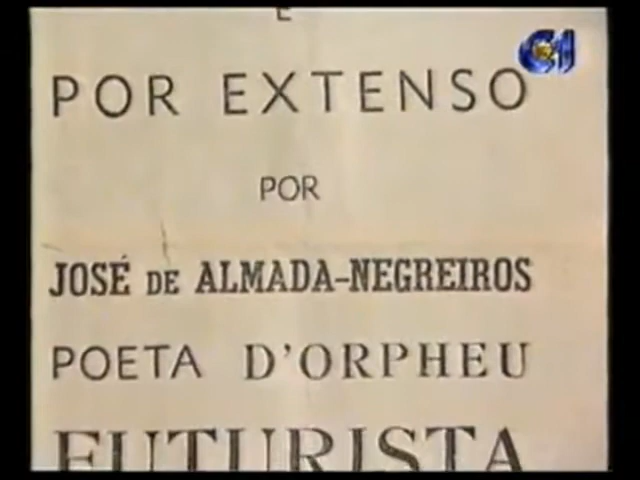 E
POR EXTENSO
POR
JOSÉ DE ALMADA-NEGREIROS
POETA D'ORPHEU
FUTURISTA